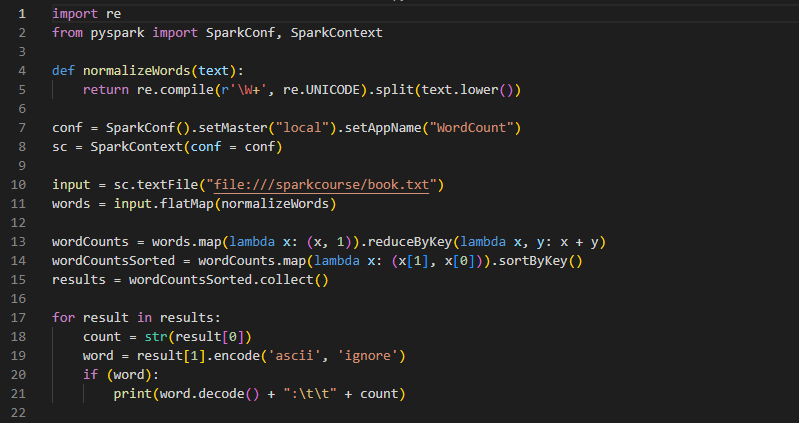 1 import re
2 from pyspark import SparkConf, SparkContext
3
4 def normalizeWords(text):
5     return re.compile(r'\W+', re.UNICODE).split(text.lower())
6
7 conf = SparkConf().setMaster("local").setAppName("WordCount")
8 sc = SparkContext(conf = conf)
9
10 input = sc.textFile("file:///sparkcourse/book.txt")
11 words = input.flatMap(normalizeWords)
12
13 wordCounts = words.map(lambda x: (x, 1)).reduceByKey(lambda x, y: x + y)
14 wordCountsSorted = wordCounts.map(lambda x: (x[1], x[0])).sortByKey()
15 results = wordCountsSorted.collect()
16
17 for result in results:
18     count = str(result[0])
19     word = result[1].encode('ascii', 'ignore')
20     if (word):
21         print(word.decode() + ":\t\t" + count)
22